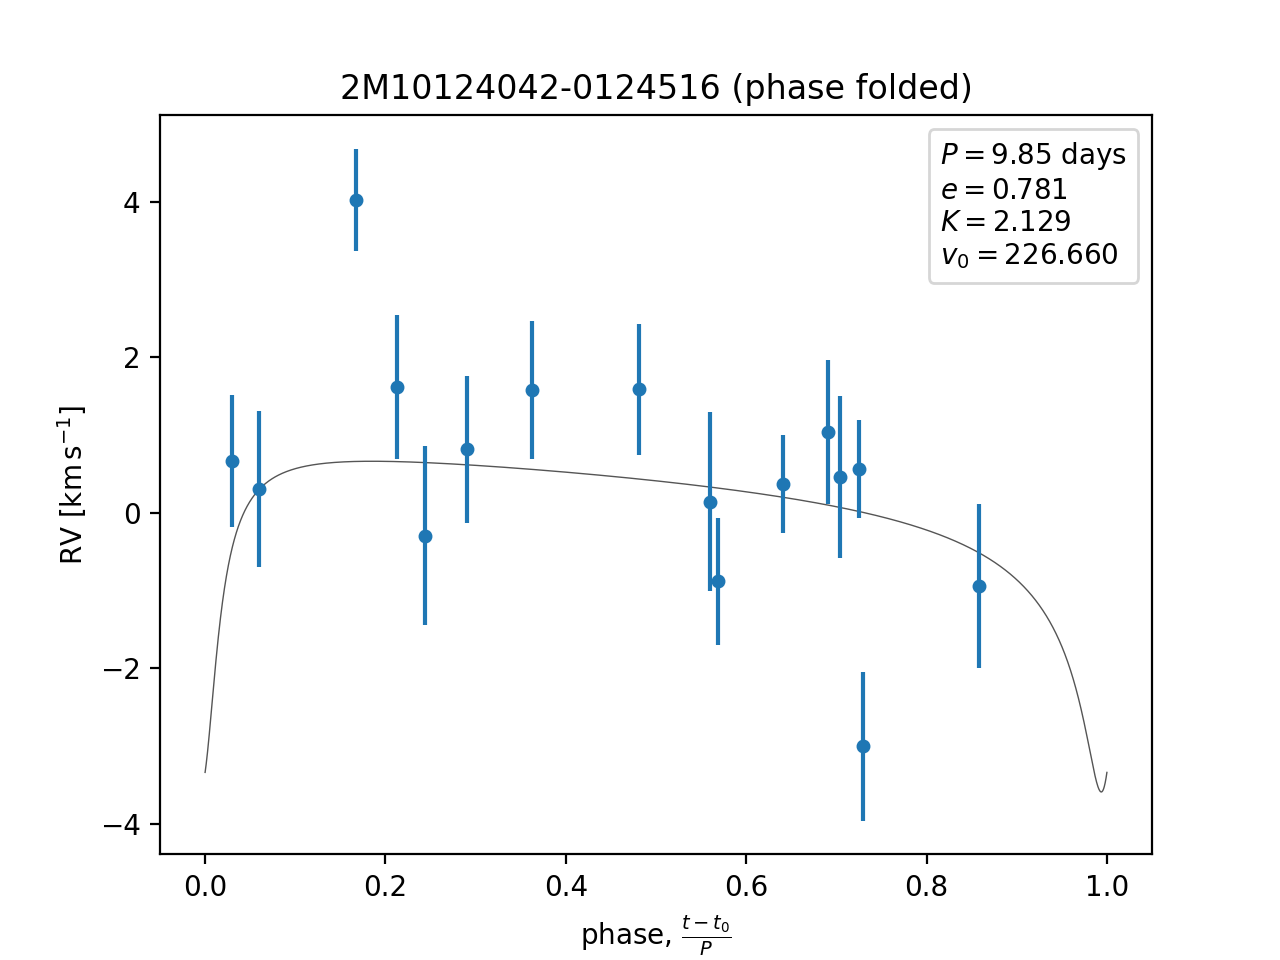 2M10124042-0124516 (phase folded)
P = 9.85 days
e = 0.781
K = 2.129
v₀ = 226.660
RV [km s⁻¹]
4
2
0
−2
−4
0.0 0.2 0.4 0.6 0.8 1.0
phase, (t − t₀)/P